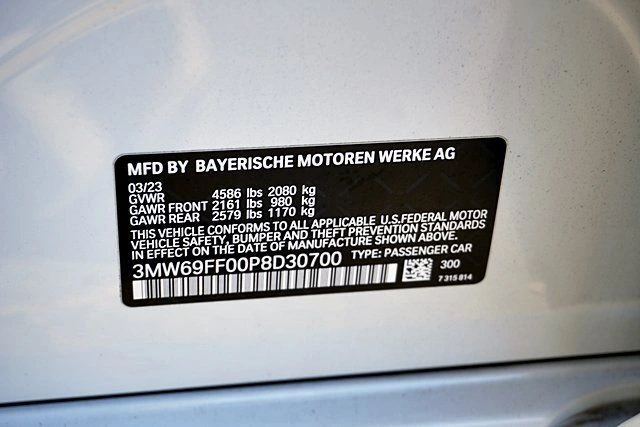 MFD BY BAYERISCHE MOTOREN WERKE AG
03/23
GVWR 4586 lbs 2080 kg
GAWR FRONT 2161 lbs 980 kg
GAWR REAR 2579 lbs 1170 kg
THIS VEHICLE CONFORMS TO ALL APPLICABLE U.S.FEDERAL MOTOR
VEHICLE SAFETY, BUMPER, AND THEFT PREVENTION STANDARDS
IN EFFECT ON THE DATE OF MANUFACTURE SHOWN ABOVE.
3MW69FF00P8D30700 TYPE: PASSENGER CAR
300
7 315 814